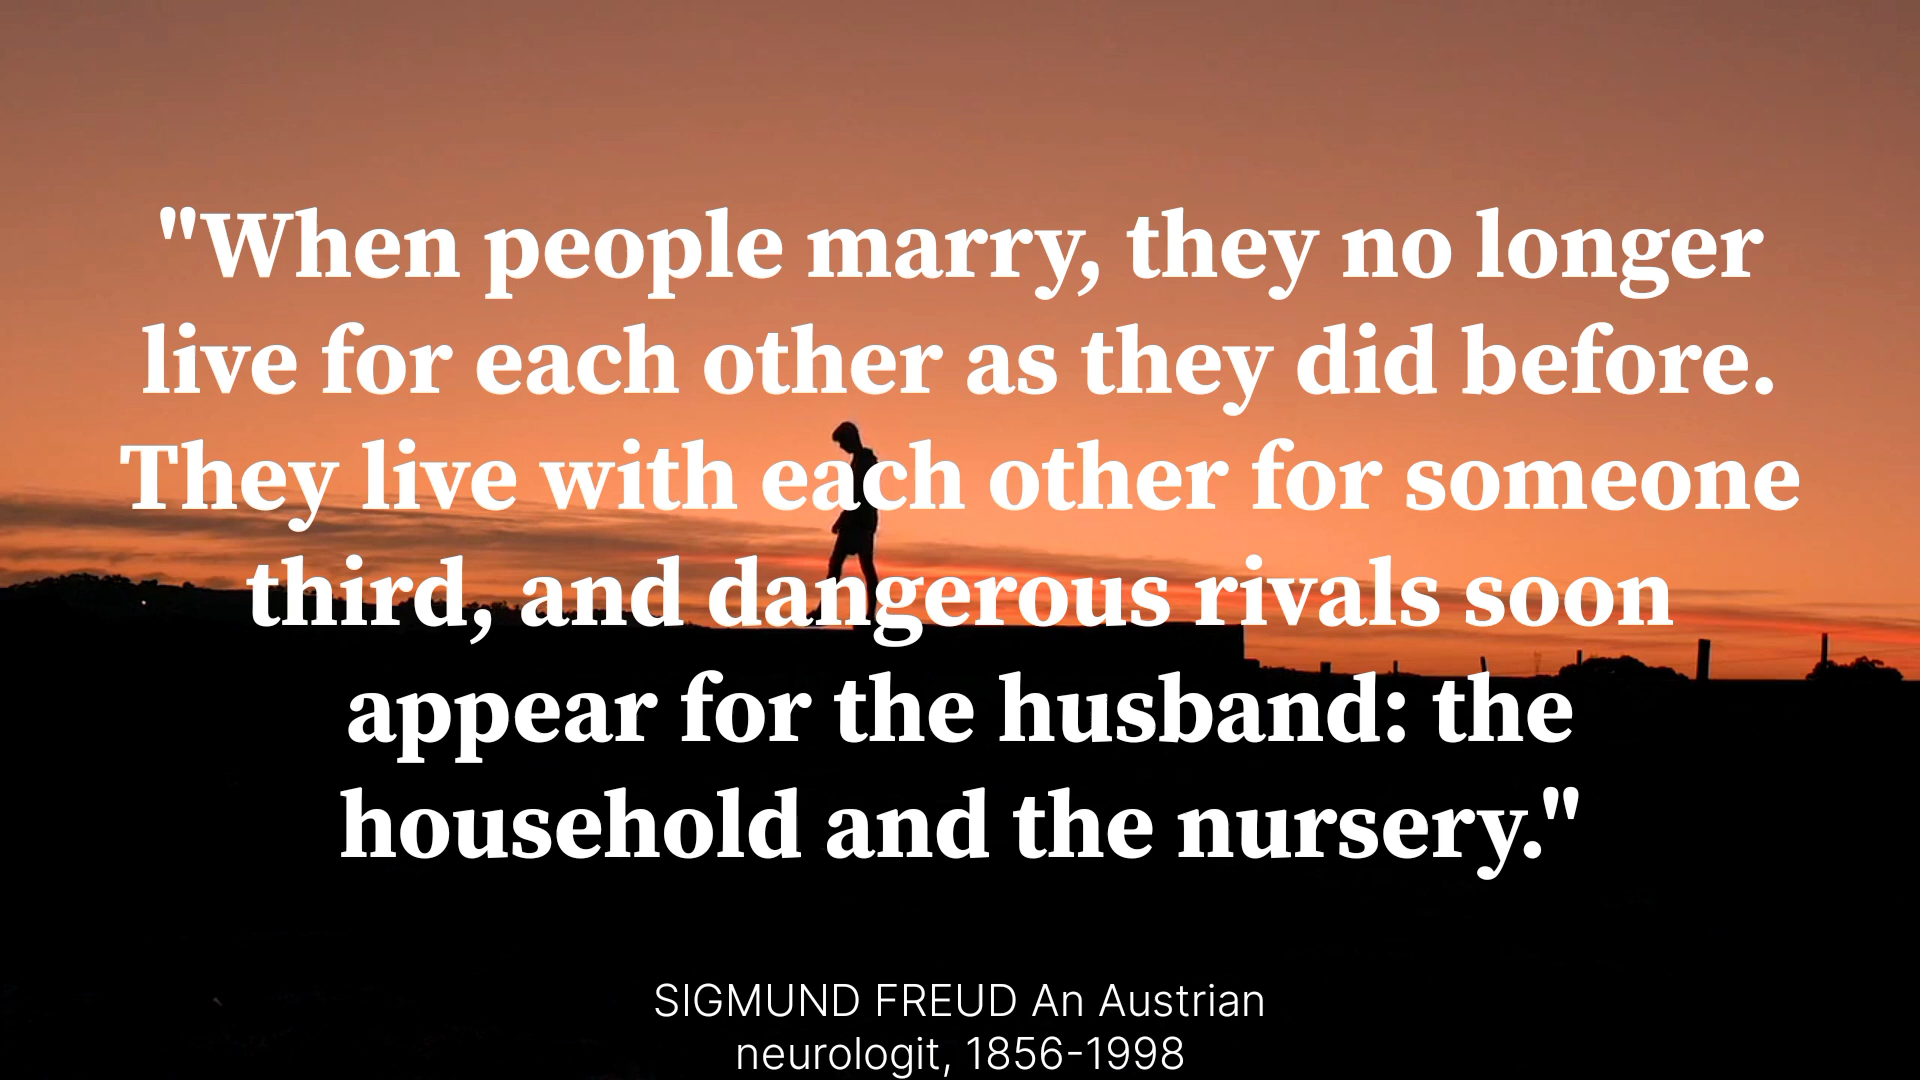 "When people marry, they no longer
live for each other as they did before.
They live with each other for someone
third, and dangerous rivals soon
appear for the husband: the
household and the nursery."
SIGMUND FREUD An Austrian
neurologit, 1856-1998